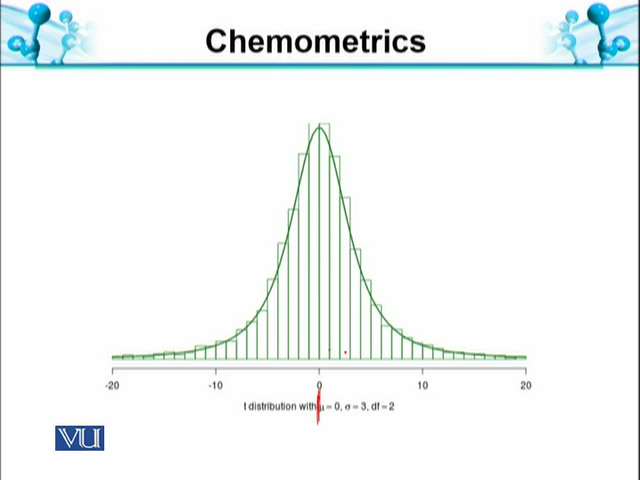 Chemometrics
-20 -10 0 10 20
t distribution with μ = 0, σ = 3, df = 2
VU